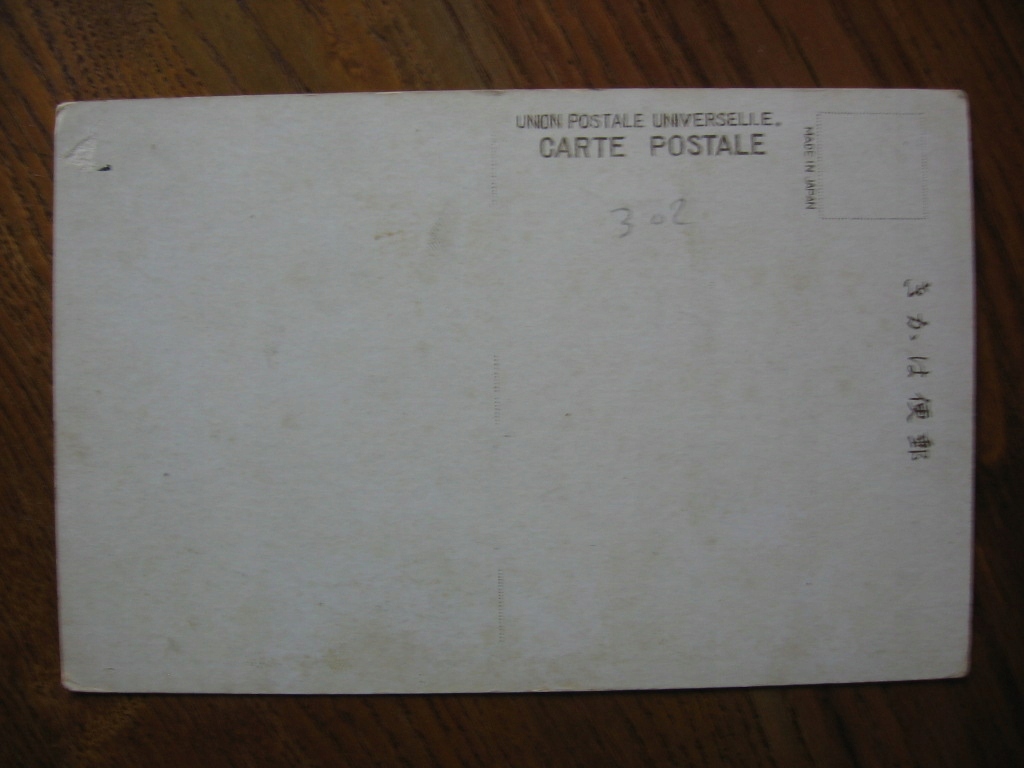 UNION POSTALE UNIVERSELLE.
CARTE POSTALE
MADE IN JAPAN
302
郵便はかき